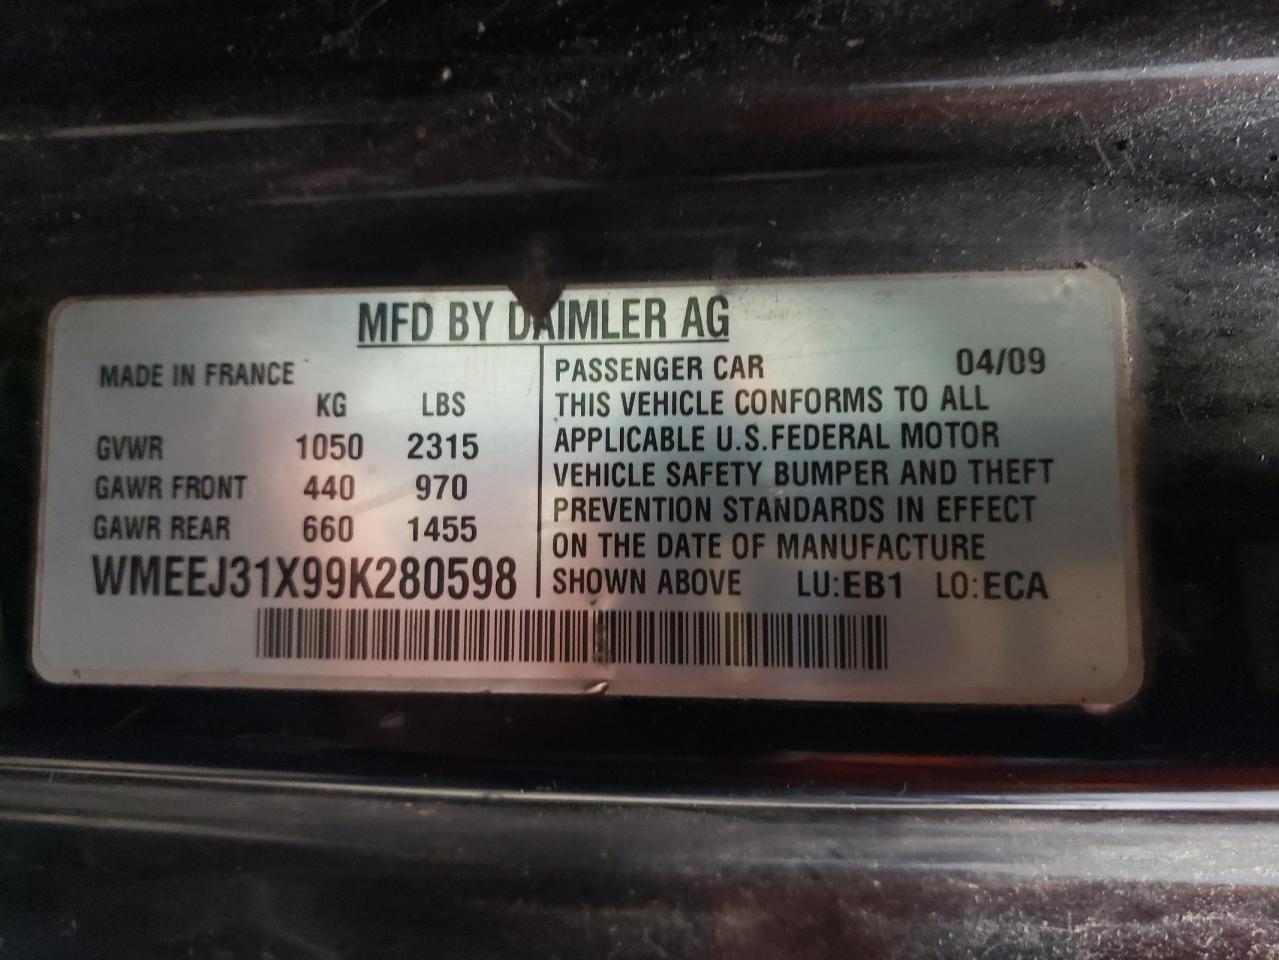 MFD BY DAIMLER AG
MADE IN FRANCE
KG LBS
GVWR 1050 2315
GAWR FRONT 440 970
GAWR REAR 660 1455
WMEEJ31X99K280598
PASSENGER CAR 04/09
THIS VEHICLE CONFORMS TO ALL
APPLICABLE U.S.FEDERAL MOTOR
VEHICLE SAFETY BUMPER AND THEFT
PREVENTION STANDARDS IN EFFECT
ON THE DATE OF MANUFACTURE
SHOWN ABOVE LU:EB1 LO:ECA